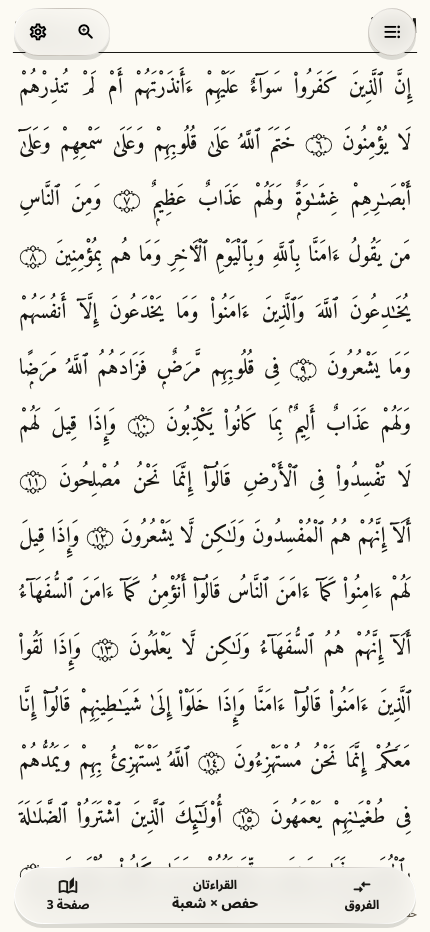 إِنَّ ٱلَّذِينَ كَفَرُوا۟ سَوَآءٌ عَلَيْهِمْ ءَأَنذَرْتَهُمْ أَمْ لَمْ تُنذِرْهُمْ
لَا يُؤْمِنُونَ ۝٦ خَتَمَ ٱللَّهُ عَلَىٰ قُلُوبِهِمْ وَعَلَىٰ سَمْعِهِمْ وَعَلَىٰٓ
أَبْصَـٰرِهِمْ غِشَـٰوَةٌ وَلَهُمْ عَذَابٌ عَظِيمٌ ۝٧ وَمِنَ ٱلنَّاسِ
مَن يَقُولُ ءَامَنَّا بِٱللَّهِ وَبِٱلْيَوْمِ ٱلْـَٔاخِرِ وَمَا هُم بِمُؤْمِنِينَ ۝٨
يُخَـٰدِعُونَ ٱللَّهَ وَٱلَّذِينَ ءَامَنُوا۟ وَمَا يَخْدَعُونَ إِلَّآ أَنفُسَهُمْ
وَمَا يَشْعُرُونَ ۝٩ فِى قُلُوبِهِم مَّرَضٌ فَزَادَهُمُ ٱللَّهُ مَرَضًا
وَلَهُمْ عَذَابٌ أَلِيمٌۢ بِمَا كَانُوا۟ يَكْذِبُونَ ۝١٠ وَإِذَا قِيلَ لَهُمْ
لَا تُفْسِدُوا۟ فِى ٱلْأَرْضِ قَالُوٓا۟ إِنَّمَا نَحْنُ مُصْلِحُونَ ۝١١
أَلَآ إِنَّهُمْ هُمُ ٱلْمُفْسِدُونَ وَلَـٰكِن لَّا يَشْعُرُونَ ۝١٢ وَإِذَا قِيلَ
لَهُمْ ءَامِنُوا۟ كَمَآ ءَامَنَ ٱلنَّاسُ قَالُوٓا۟ أَنُؤْمِنُ كَمَآ ءَامَنَ ٱلسُّفَهَآءُ
أَلَآ إِنَّهُمْ هُمُ ٱلسُّفَهَآءُ وَلَـٰكِن لَّا يَعْلَمُونَ ۝١٣ وَإِذَا لَقُوا۟
ٱلَّذِينَ ءَامَنُوا۟ قَالُوٓا۟ ءَامَنَّا وَإِذَا خَلَوْا۟ إِلَىٰ شَيَـٰطِينِهِمْ قَالُوٓا۟ إِنَّا
مَعَكُمْ إِنَّمَا نَحْنُ مُسْتَهْزِءُونَ ۝١٤ ٱللَّهُ يَسْتَهْزِئُ بِهِمْ وَيَمُدُّهُمْ
فِى طُغْيَـٰنِهِمْ يَعْمَهُونَ ۝١٥ أُو۟لَـٰٓئِكَ ٱلَّذِينَ ٱشْتَرَوُا۟ ٱلضَّلَـٰلَةَ
الفروق
القراءتان
حفص × شعبة
صفحة 3